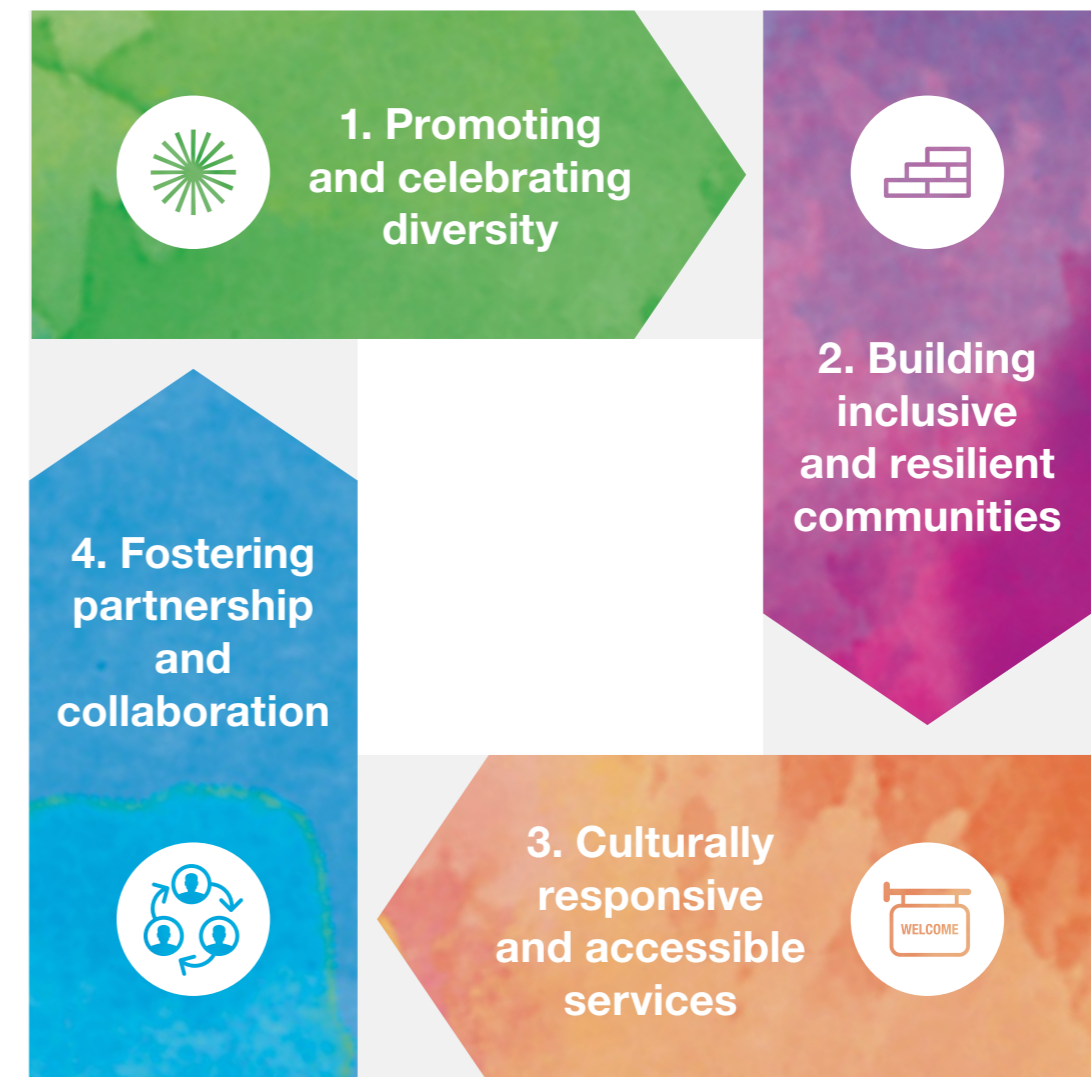 1. Promoting
and celebrating
diversity
2. Building
inclusive
and resilient
communities
3. Culturally
responsive
and accessible
services
WELCOME
4. Fostering
partnership
and
collaboration